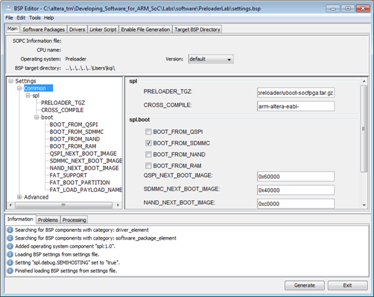 BSP Editor - C:\altera_trn\Developing_Software_for_ARM_SoC\Labs\software\PreloaderLab\settings.bsp
File Edit Tools Help
Main Software Packages Drivers Linker Script Enable File Generation Target BSP Directory
SOPC Information file:
CPU name:
Operating system: Preloader Version: default
BSP target directory:
Settings
Common
spl
PRELOADER_TGZ
CROSS_COMPILE
boot
BOOT_FROM_QSPI
BOOT_FROM_SDMMC
BOOT_FROM_NAND
BOOT_FROM_RAM
QSPI_NEXT_BOOT_IMAGE
SDMMC_NEXT_BOOT_IMAGE
NAND_NEXT_BOOT_IMAGE
FAT_SUPPORT
FAT_BOOT_PARTITION
FAT_LOAD_PAYLOAD_NAME
Advanced
spl
PRELOADER_TGZ: preloader/uboot-socfpga.tar.gz
CROSS_COMPILE: arm-altera-eabi-
spl.boot
BOOT_FROM_QSPI
BOOT_FROM_SDMMC
BOOT_FROM_NAND
BOOT_FROM_RAM
QSPI_NEXT_BOOT_IMAGE: 0x60000
SDMMC_NEXT_BOOT_IMAGE: 0x40000
NAND_NEXT_BOOT_IMAGE: 0xc0000
Information Problems Processing
Searching for BSP components with category: driver_element
Searching for BSP components with category: software_package_element
Added operating system component "spl:1.0".
Loading BSP settings from settings file.
Setting "spl.debug.SEMIHOSTING" set to "true".
Finished loading BSP settings from settings file.
Generate Exit